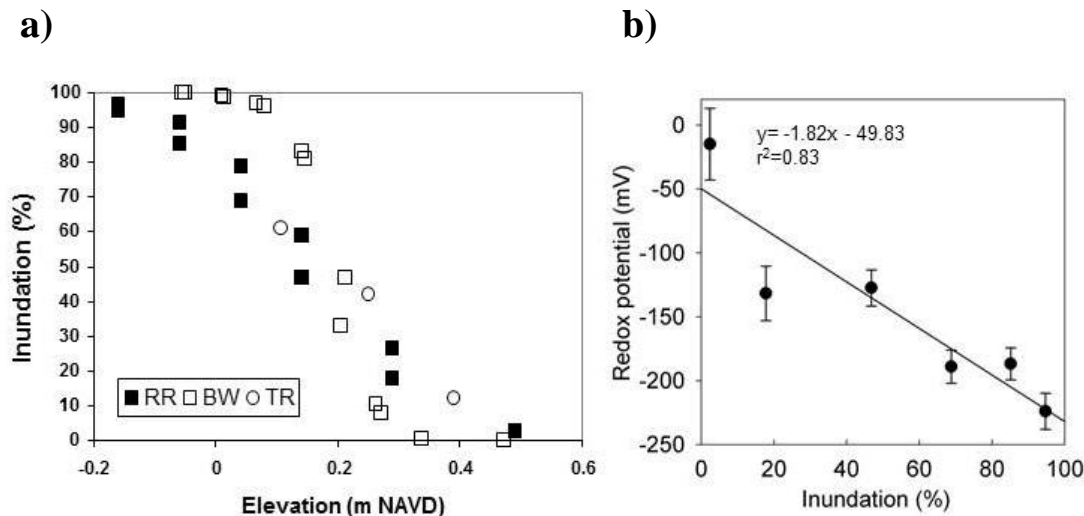 a)
b)
100
90
80
70
60
50
40
30
20
10
0
Inundation (%)
■ RR □ BW ○ TR
-0.2 0 0.2 0.4 0.6
Elevation (m NAVD)
y= -1.82x - 49.83
r²=0.83
0
-50
-100
-150
-200
-250
Redox potential (mV)
0 20 40 60 80 100
Inundation (%)